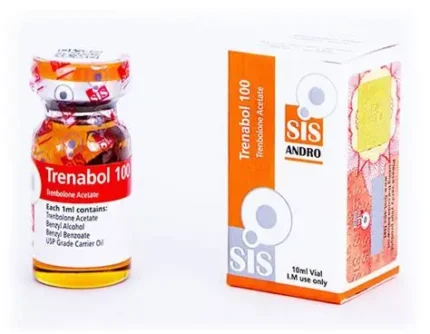 SIS
Trenabol 100
Trenbolone Acetate
Each 1ml contains:
Trenbolone Acetate
Benzyl Alcohol
Benzyl Benzoate
USP Grade Carrier Oil
Trenabol 100
Trenbolone Acetate
SIS
ANDRO
SIS
10ml Vial
I.M use only